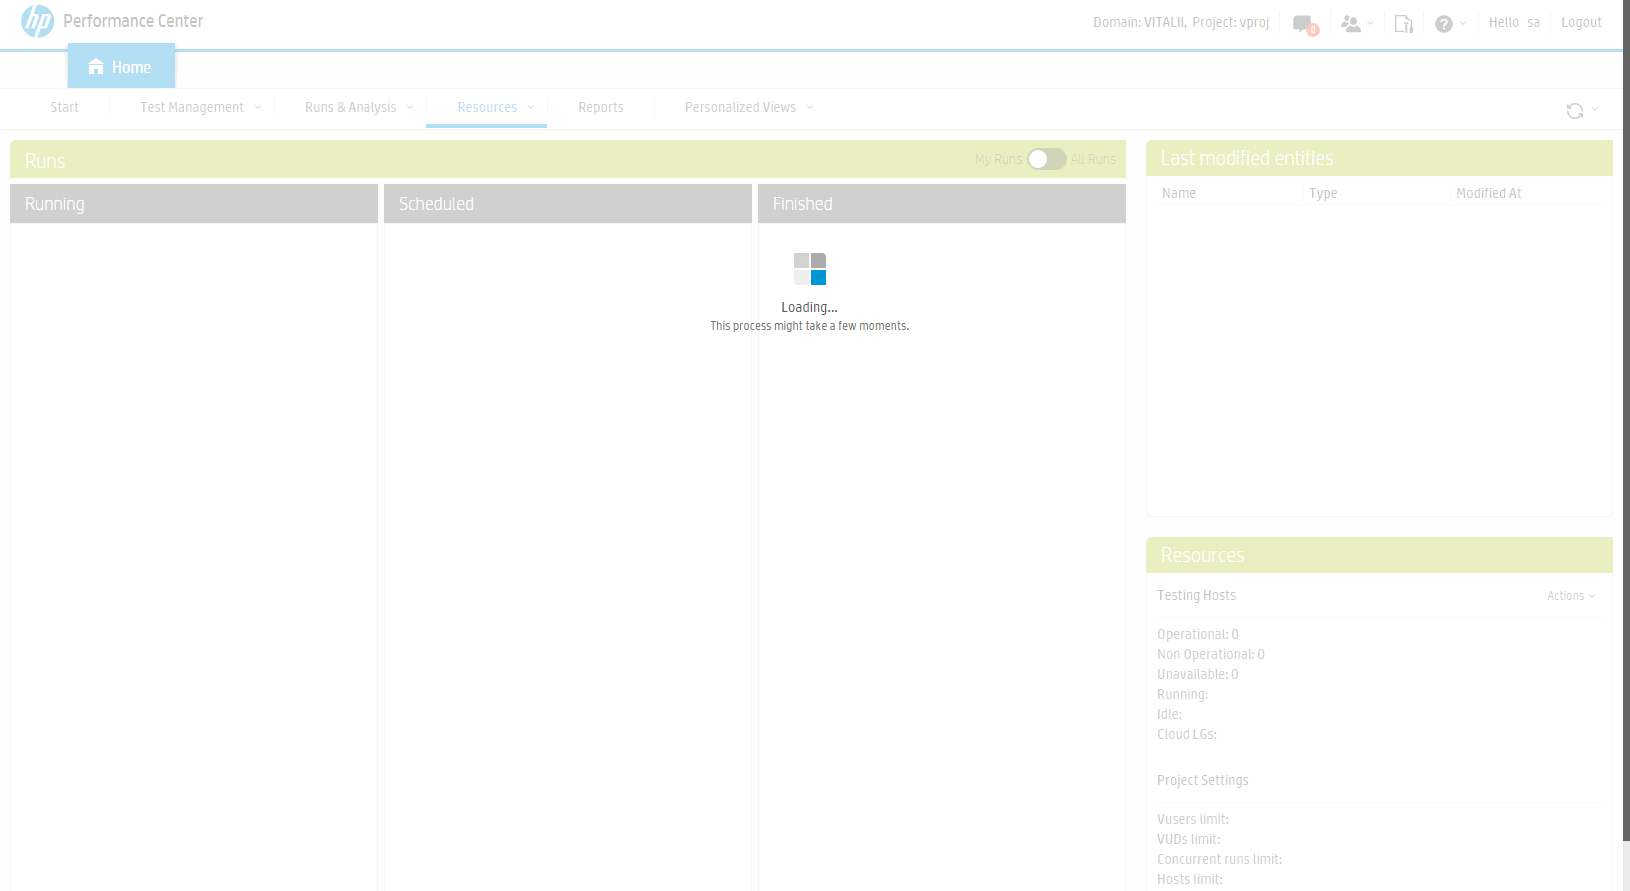 hp Performance Center
Domain: VITALII, Project: vproj 0 ? Hello sa Logout
Home
Start Test Management Runs & Analysis Resources Reports Personalized Views
Runs My Runs All Runs
Running Scheduled Finished
Loading...
This process might take a few moments.
Last modified entities
Name Type Modified At
Resources
Testing Hosts Actions
Operational: 0
Non Operational: 0
Unavailable: 0
Running:
Idle:
Cloud LGs:
Project Settings
Vusers limit:
VUDs limit:
Concurrent runs limit:
Hosts limit: